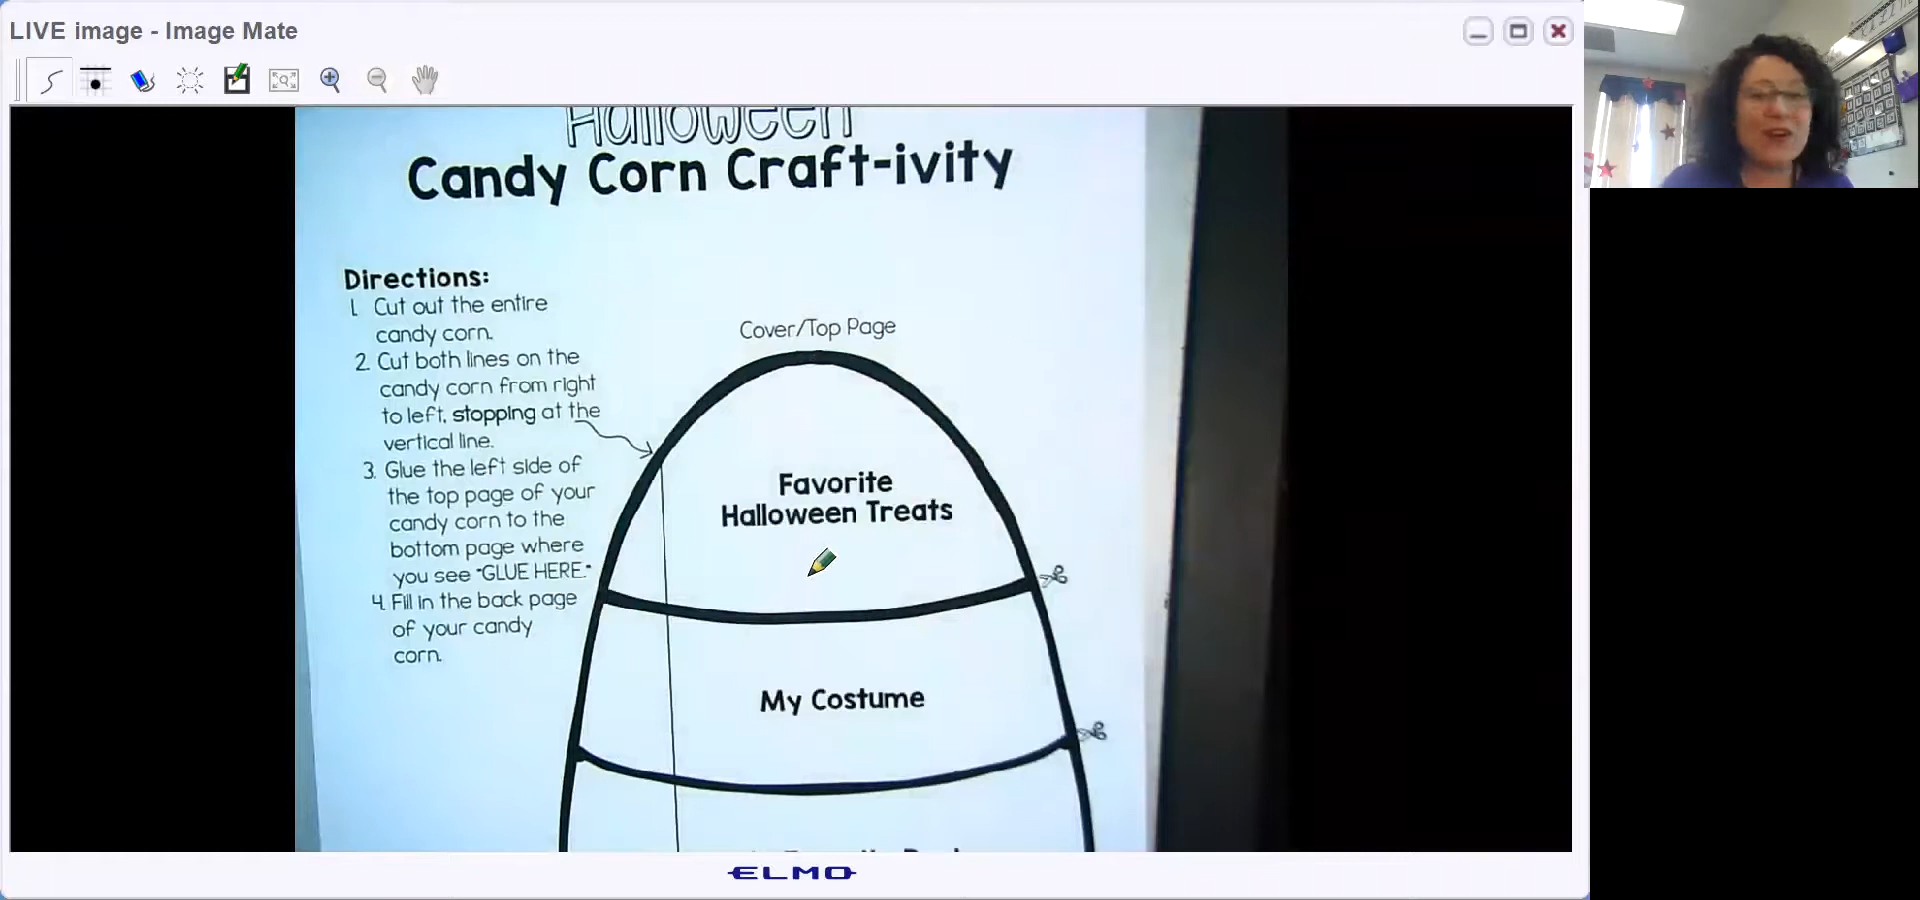 LIVE image - Image Mate
Halloween
Candy Corn Craft-ivity
Directions:
1. Cut out the entire
candy corn.
2. Cut both lines on the
candy corn from right
to left, stopping at the
vertical line.
3. Glue the left side of
the top page of your
candy corn to the
bottom page where
you see "GLUE HERE."
4. Fill in the back page
of your candy
corn.
Cover/Top Page
Favorite
Halloween Treats
My Costume
ELMO